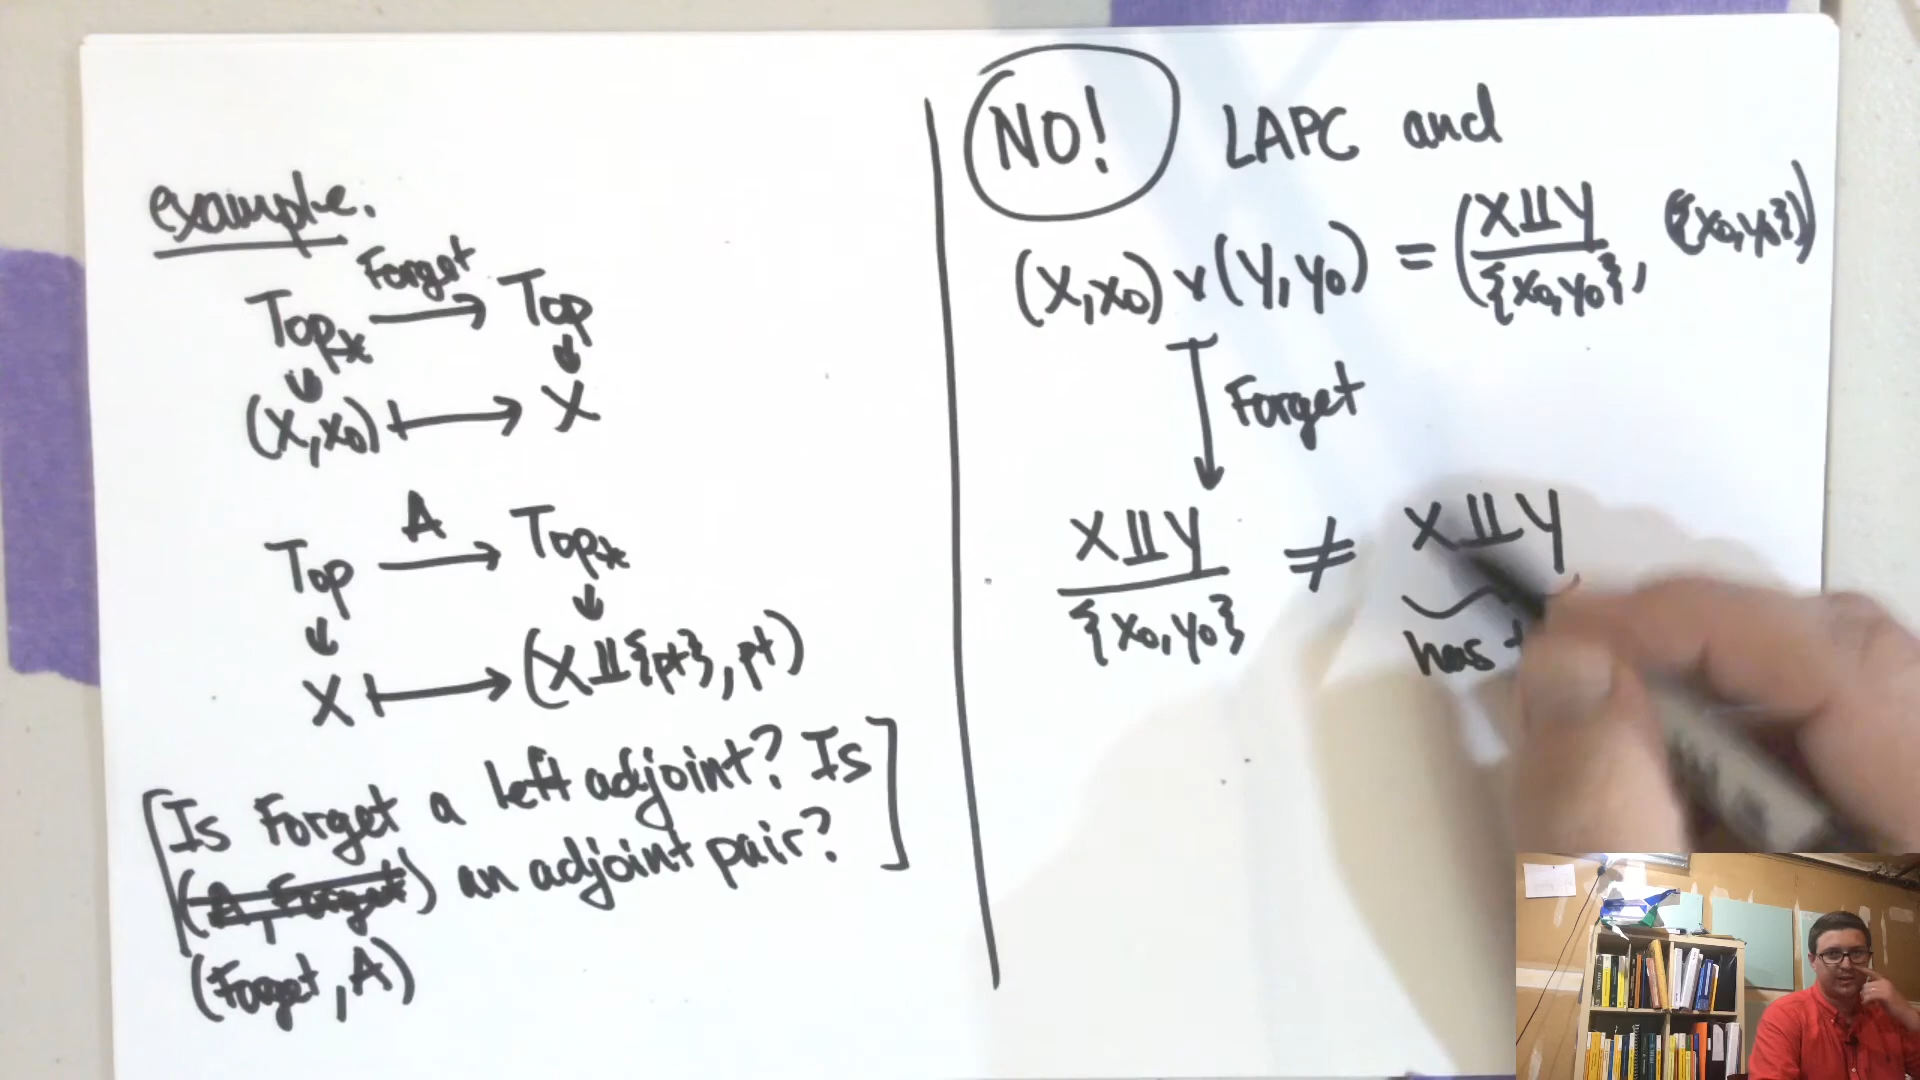 example.
Forget
Top* → Top
(X,x0) ↦ X
A
Top → Top*
X ↦ (X⨿{pt}, pt)
[Is Forget a left adjoint? Is
(A, Forget) an adjoint pair?]
(Forget, A)
NO! LAPC and
(X,x0) ∨ (Y,y0) = (X⨿Y / {x0,y0}, {x0,y0})
Forget
X⨿Y / {x0,y0} ≠ X⨿Y
has